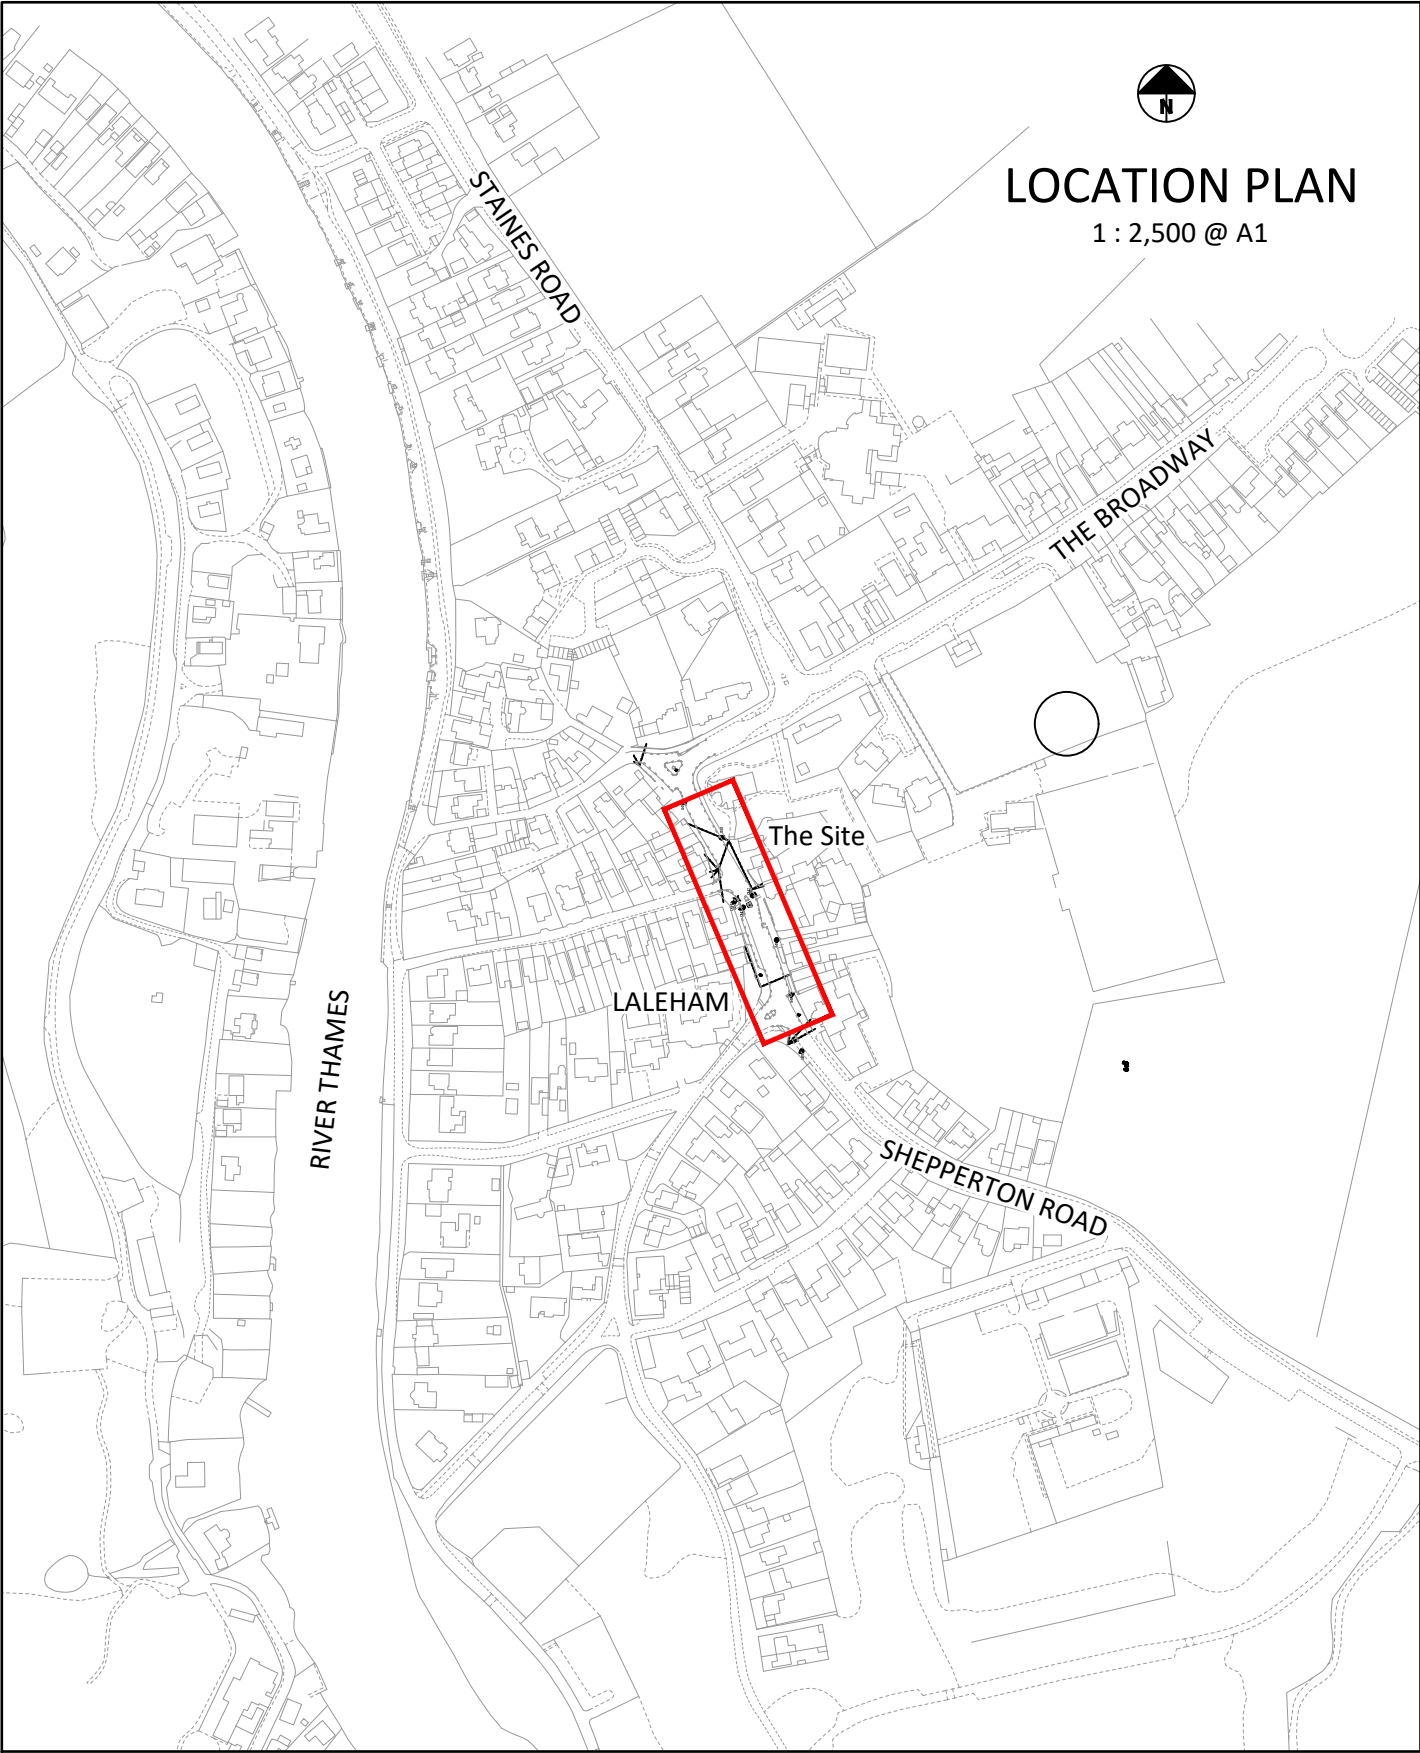 N
LOCATION PLAN
1 : 2,500 @ A1
STAINES ROAD
THE BROADWAY
The Site
LALEHAM
RIVER THAMES
SHEPPERTON ROAD